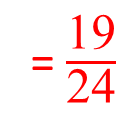 = 19/24